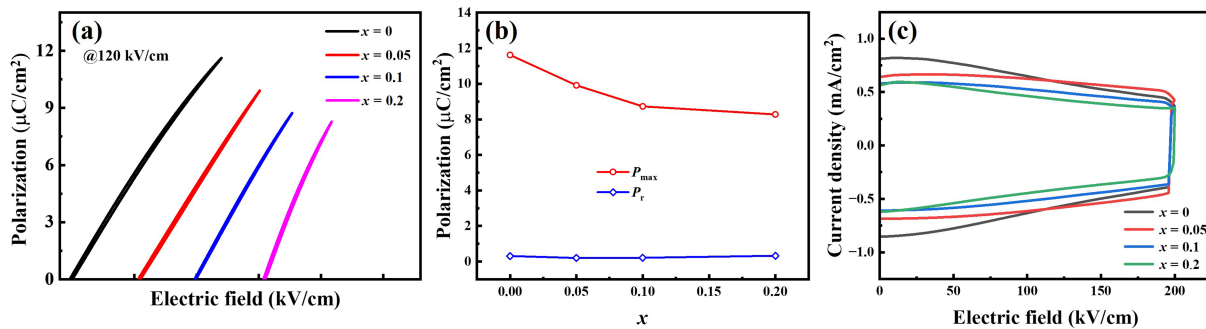 (a)
@120 kV/cm
x = 0
x = 0.05
x = 0.1
x = 0.2
Polarization (μC/cm²)
15
12
9
6
3
0
Electric field (kV/cm)
(b)
Polarization (μC/cm²)
14
12
10
8
6
4
2
0
Pmax
Pr
0.00
0.05
0.10
0.15
0.20
x
(c)
Current density (mA/cm²)
1.0
0.5
0.0
−0.5
−1.0
x = 0
x = 0.05
x = 0.1
x = 0.2
0
50
100
150
200
Electric field (kV/cm)